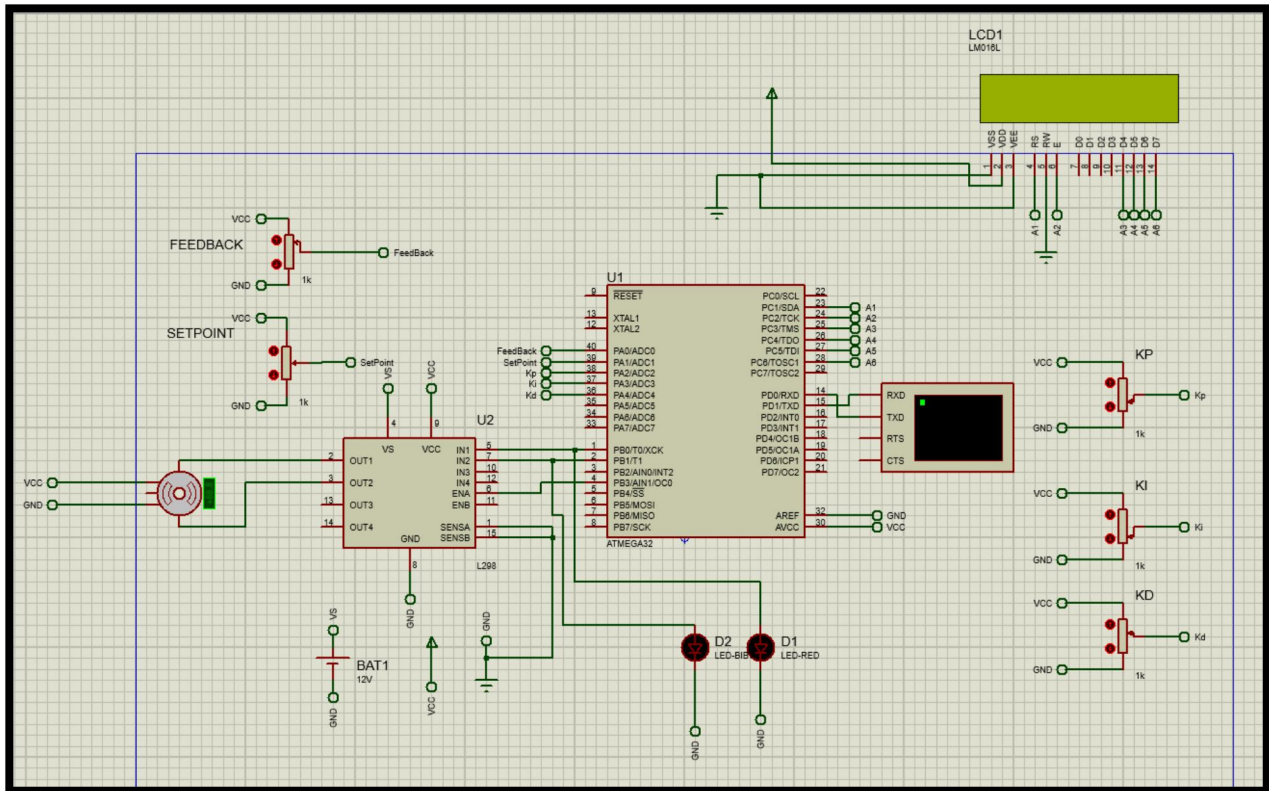 LCD1
LM016L
VSS
VDD
VEE
RS
RW
E
D0
D1
D2
D3
D4
D5
D6
D7
1
2
3
4
5
6
7
8
9
10
11
12
13
14
A1
A2
A3
A4
A5
A6
VCC
FEEDBACK
FeedBack
GND
1k
VCC
SETPOINT
SetPoint
GND
1k
VS
VCC
4
9
U2
VS
VCC
2 OUT1
3 OUT2
13 OUT3
14 OUT4
IN1 5
IN2 7
IN3 10
IN4 12
ENA 6
ENB 11
SENSA 1
SENSB 15
GND
8
L298
GND
VCC
GND
U1
9 RESET
13 XTAL1
12 XTAL2
FeedBack 40 PA0/ADC0
SetPoint 39 PA1/ADC1
Kp 38 PA2/ADC2
Ki 37 PA3/ADC3
Kd 36 PA4/ADC4
35 PA5/ADC5
34 PA6/ADC6
33 PA7/ADC7
1 PB0/T0/XCK
2 PB1/T1
3 PB2/AIN0/INT2
4 PB3/AIN1/OC0
5 PB4/SS
6 PB5/MOSI
7 PB6/MISO
8 PB7/SCK
PC0/SCL 22
PC1/SDA 23 A1
PC2/TCK 24 A2
PC3/TMS 25 A3
PC4/TDO 26 A4
PC5/TDI 27 A5
PC6/TOSC1 28 A6
PC7/TOSC2 29
PD0/RXD 14
PD1/TXD 15
PD2/INT0 16
PD3/INT1 17
PD4/OC1B 18
PD5/OC1A 19
PD6/ICP1 20
PD7/OC2 21
AREF 32 GND
AVCC 30 VCC
ATMEGA32
RXD
TXD
RTS
CTS
KP
VCC
Kp
GND
1k
KI
VCC
Ki
GND
1k
KD
VCC
Kd
GND
1k
VS
BAT1
12V
GND
VCC
GND
D2
LED-BIB
D1
LED-RED
GND
GND